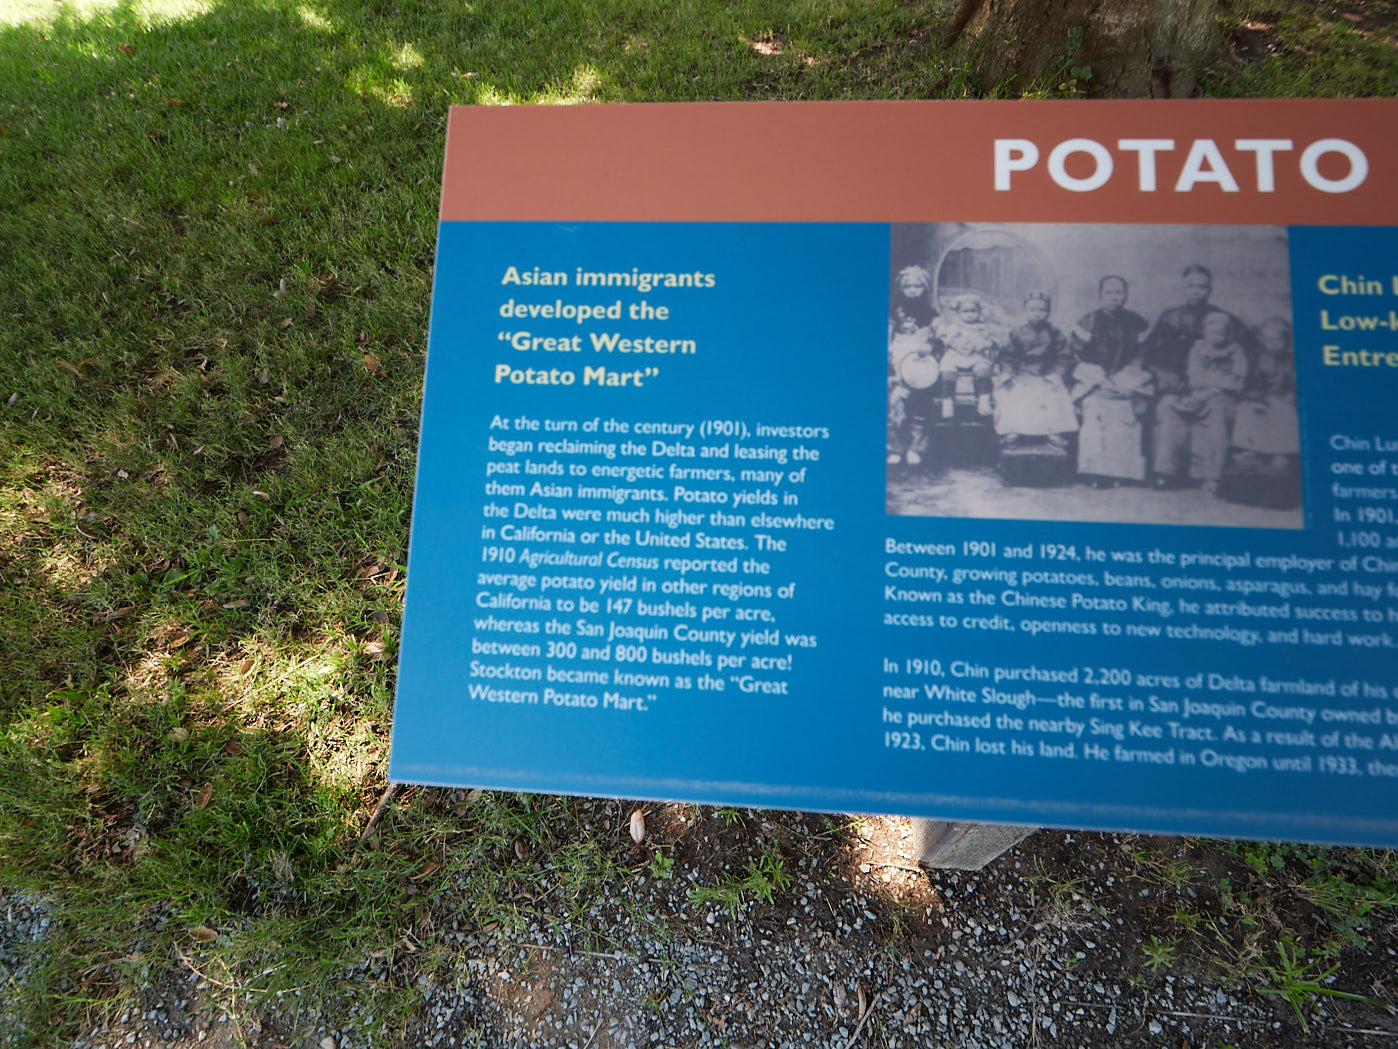 POTATO
Asian immigrants
developed the
“Great Western
Potato Mart”
At the turn of the century (1901), investors
began reclaiming the Delta and leasing the
peat lands to energetic farmers, many of
them Asian immigrants. Potato yields in
the Delta were much higher than elsewhere
in California or the United States. The
1910 Agricultural Census reported the
average potato yield in other regions of
California to be 147 bushels per acre,
whereas the San Joaquin County yield was
between 300 and 800 bushels per acre!
Stockton became known as the “Great
Western Potato Mart.”
Chin
Low-
Entre
Chin Lu
one of
farmer
In 1901
1,100
Between 1901 and 1924, he was the principal employer of Chi
County, growing potatoes, beans, onions, asparagus, and hay
Known as the Chinese Potato King, he attributed success to
access to credit, openness to new technology, and hard work
In 1910, Chin purchased 2,200 acres of Delta farmland of his
near White Slough—the first in San Joaquin County owned
he purchased the nearby Sing Kee Tract. As a result of the A
1923, Chin lost his land. He farmed in Oregon until 1933, the